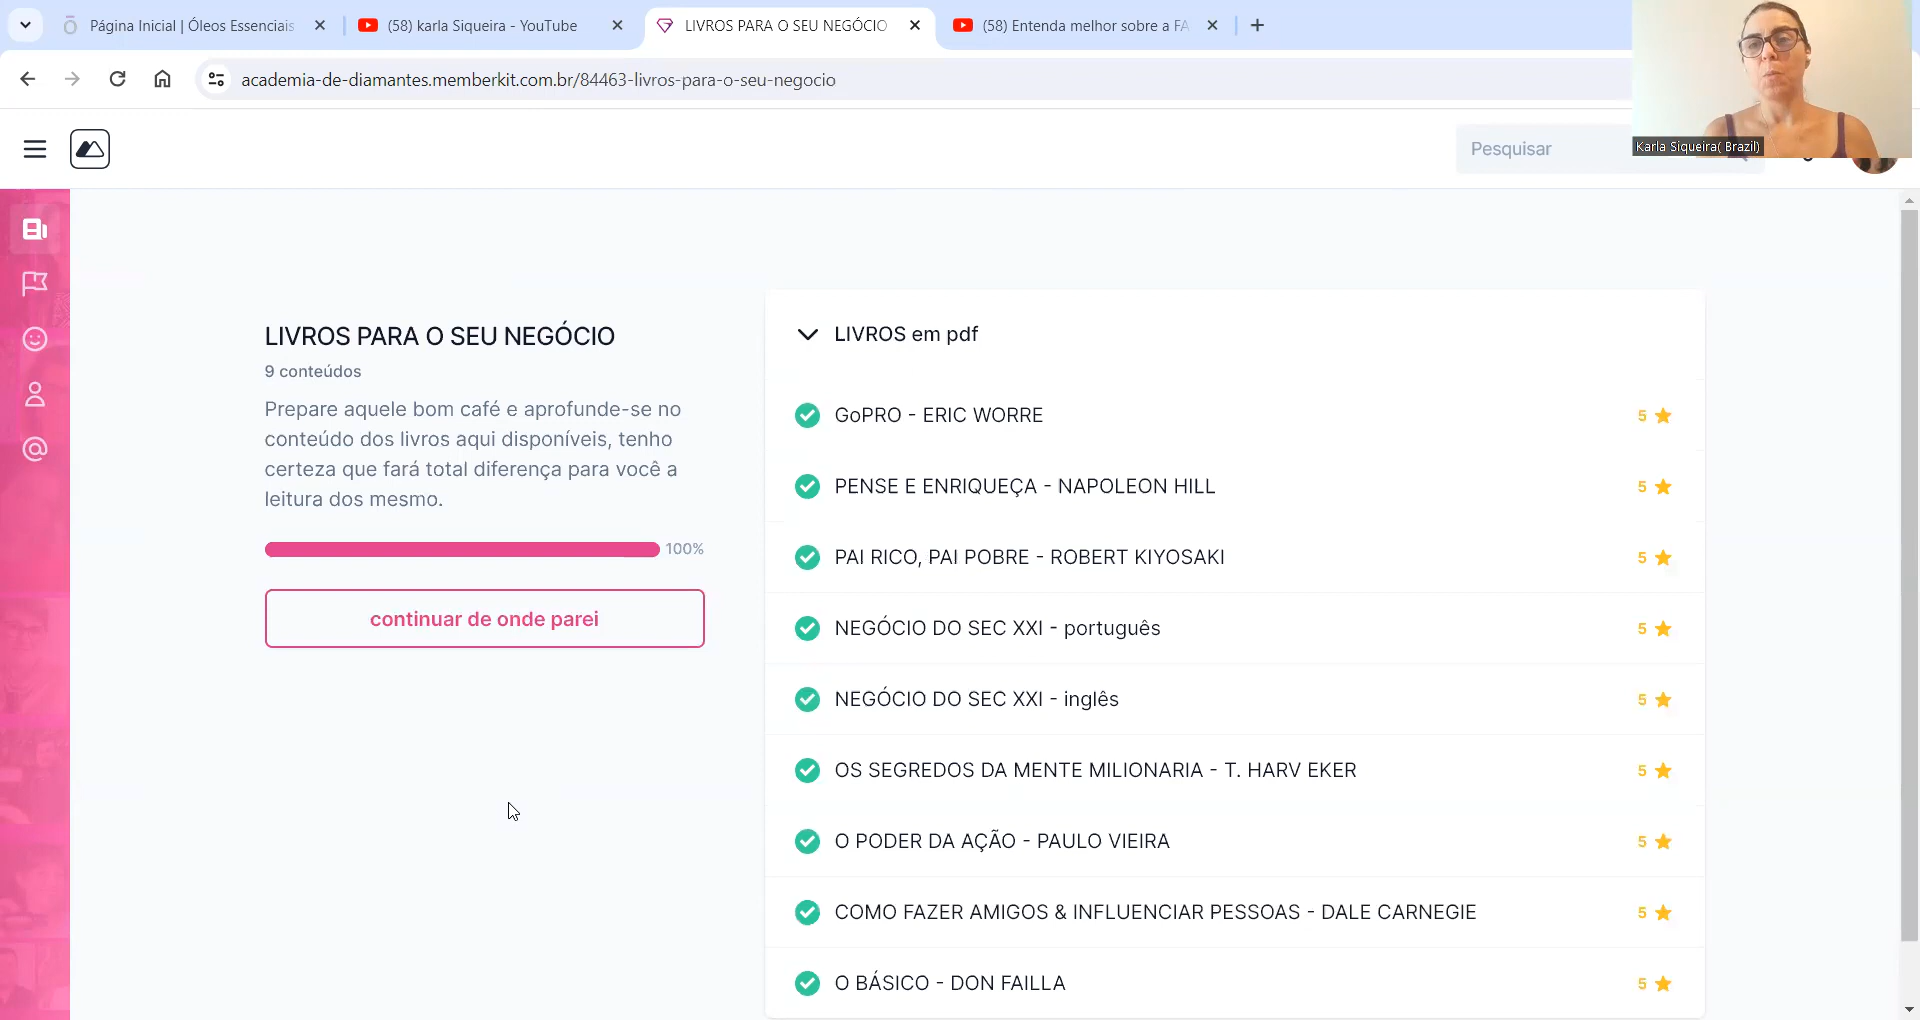 Página Inicial | Óleos Essenciais
(58) karla Siqueira - YouTube
LIVROS PARA O SEU NEGÓCIO
(58) Entenda melhor sobre a FA
academia-de-diamantes.memberkit.com.br/84463-livros-para-o-seu-negocio
Pesquisar
Karla Siqueira( Brazil)
LIVROS PARA O SEU NEGÓCIO
9 conteúdos
Prepare aquele bom café e aprofunde-se no
conteúdo dos livros aqui disponíveis, tenho
certeza que fará total diferença para você a
leitura dos mesmo.
100%
continuar de onde parei
LIVROS em pdf
GoPRO - ERIC WORRE 5
PENSE E ENRIQUEÇA - NAPOLEON HILL 5
PAI RICO, PAI POBRE - ROBERT KIYOSAKI 5
NEGÓCIO DO SEC XXI - português 5
NEGÓCIO DO SEC XXI - inglês 5
OS SEGREDOS DA MENTE MILIONARIA - T. HARV EKER 5
O PODER DA AÇÃO - PAULO VIEIRA 5
COMO FAZER AMIGOS & INFLUENCIAR PESSOAS - DALE CARNEGIE 5
O BÁSICO - DON FAILLA 5